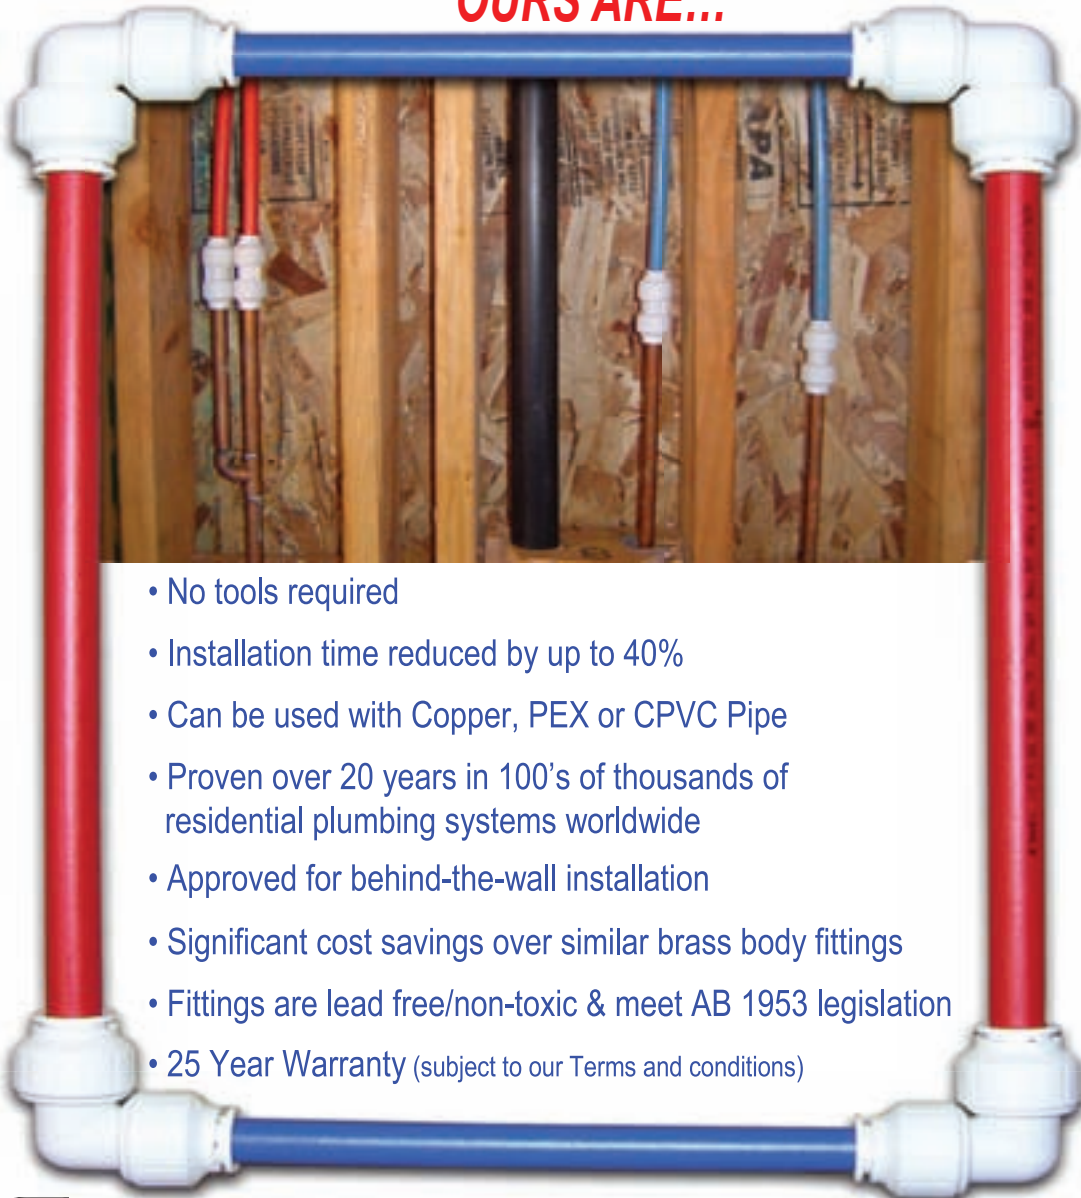 OURS ARE...
APA
• No tools required
• Installation time reduced by up to 40%
• Can be used with Copper, PEX or CPVC Pipe
• Proven over 20 years in 100's of thousands of
residential plumbing systems worldwide
• Approved for behind-the-wall installation
• Significant cost savings over similar brass body fittings
• Fittings are lead free/non-toxic & meet AB 1953 legislation
• 25 Year Warranty (subject to our Terms and conditions)